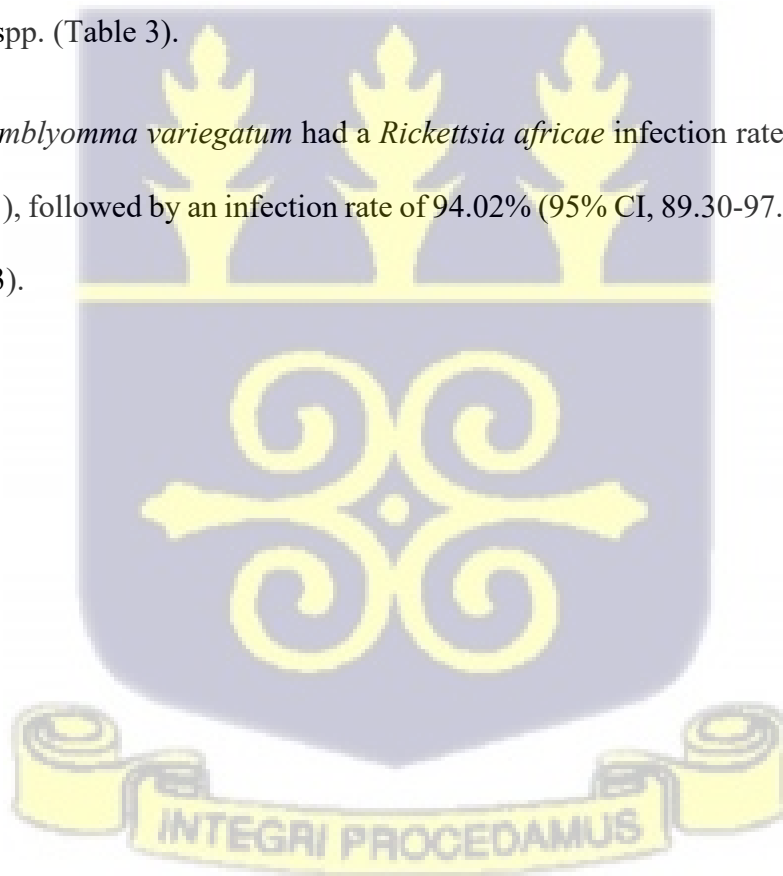 spp. (Table 3).
mblyomma variegatum had a Rickettsia africae infection rate
), followed by an infection rate of 94.02% (95% CI, 89.30-97.
3).
INTEGRI PROCEDAMUS